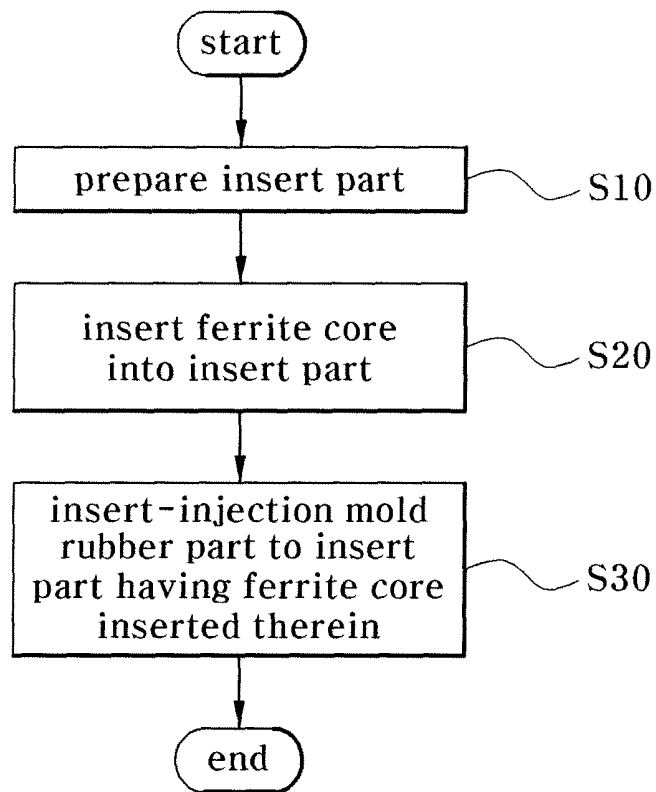 start
prepare insert part
S10
insert ferrite core
into insert part
S20
insert-injection mold
rubber part to insert
part having ferrite core
inserted therein
S30
end